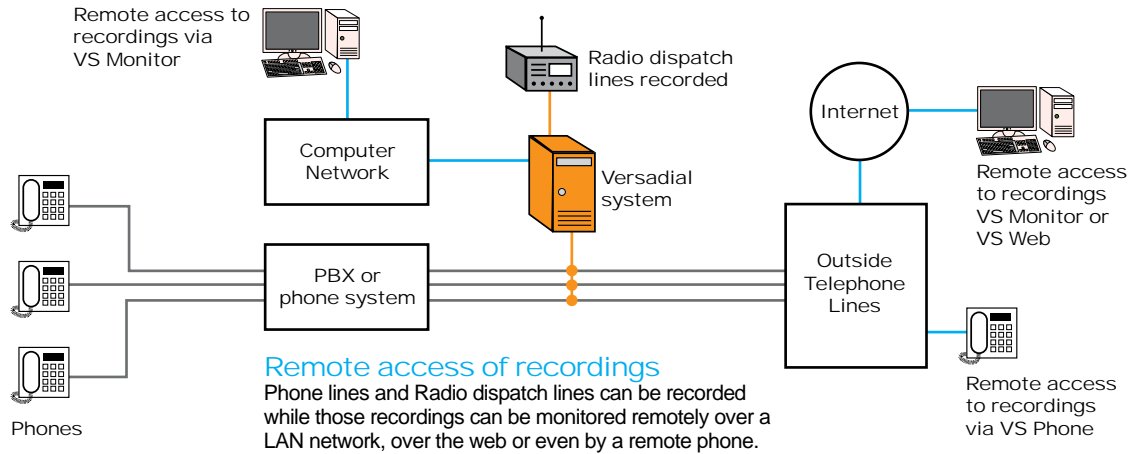 Remote access to
recordings via
VS Monitor
Radio dispatch
lines recorded
Internet
Computer
Network
Versadial
system
Remote access
to recordings
VS Monitor or
VS Web
PBX or
phone system
Outside
Telephone
Lines
Phones
Remote access of recordings
Phone lines and Radio dispatch lines can be recorded
while those recordings can be monitored remotely over a
LAN network, over the web or even by a remote phone.
Remote access
to recordings
via VS Phone